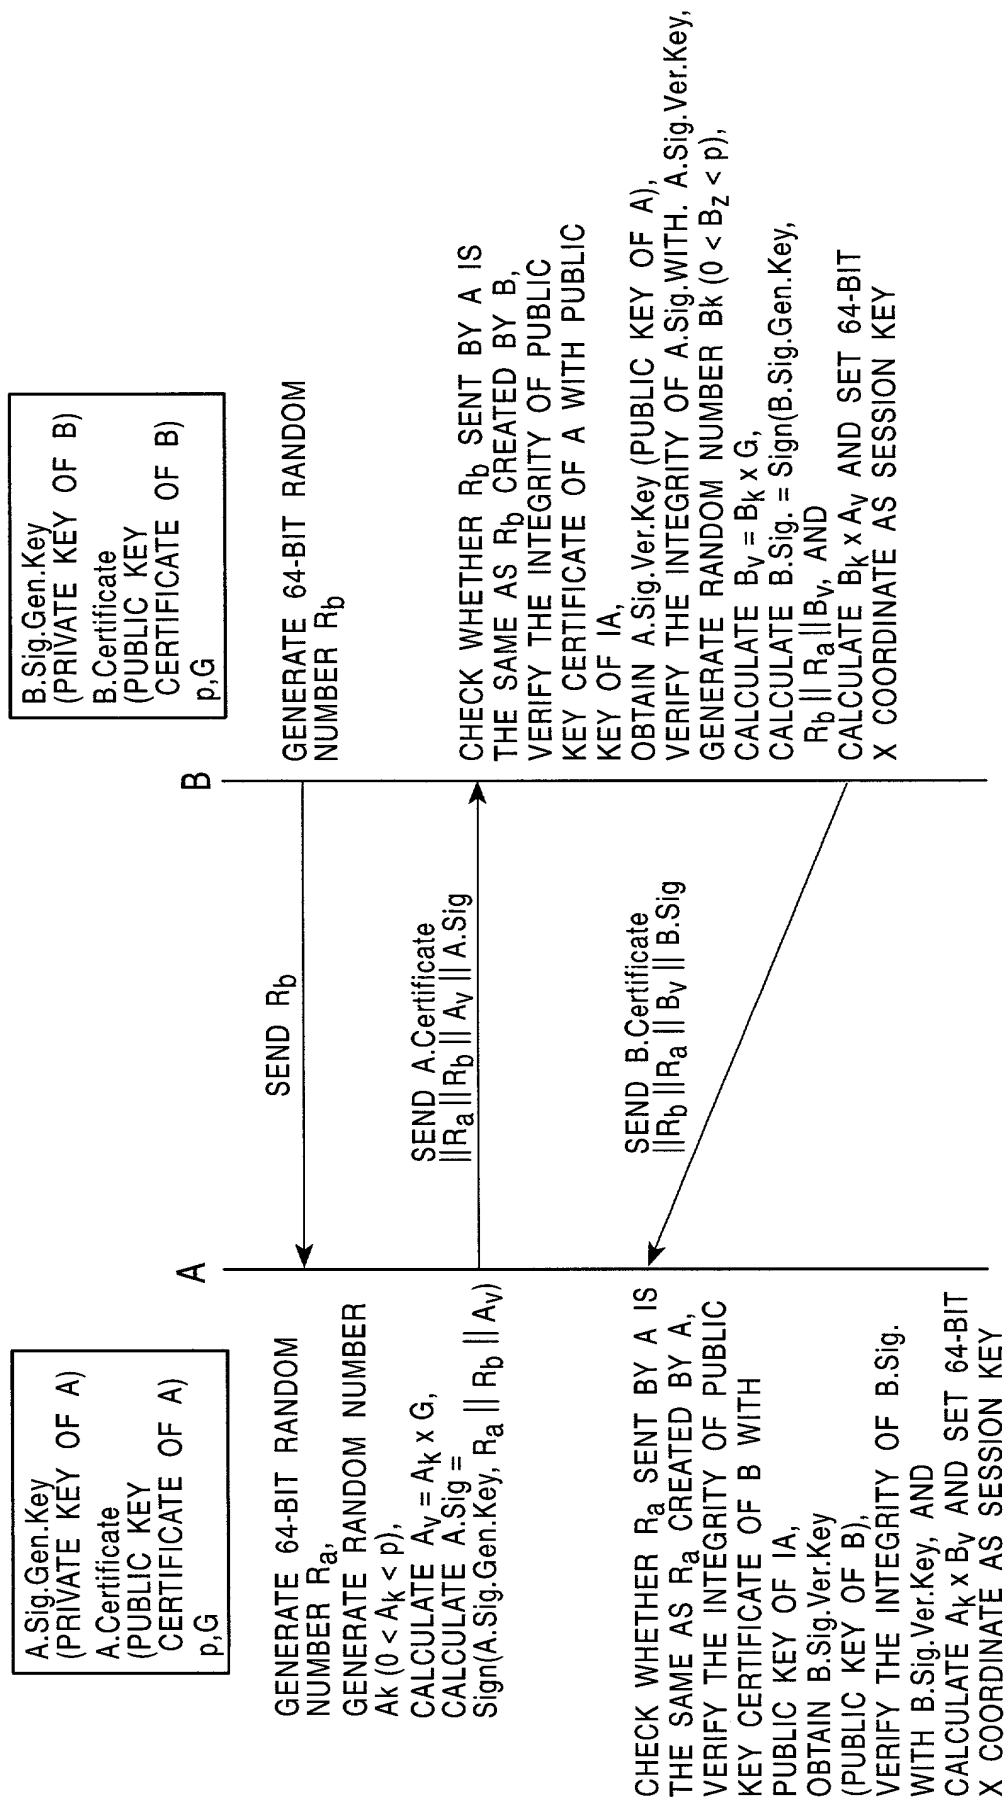 A.Sig.Gen.Key
(PRIVATE KEY OF A)
A.Certificate
(PUBLIC KEY
CERTIFICATE OF A)
p,G
B.Sig.Gen.Key
(PRIVATE KEY OF B)
B.Certificate
(PUBLIC KEY
CERTIFICATE OF B)
p,G
A
B
GENERATE 64-BIT RANDOM
NUMBER Rb
SEND Rb
GENERATE 64-BIT RANDOM
NUMBER Ra,
GENERATE RANDOM NUMBER
Ak (0 < Ak < p),
CALCULATE Av = Ak x G,
CALCULATE A.Sig =
Sign(A.Sig.Gen.Key, Ra || Rb || Av)
SEND A.Certificate
||Ra || Rb || Av || A.Sig
CHECK WHETHER Rb SENT BY A IS
THE SAME AS Rb CREATED BY B,
VERIFY THE INTEGRITY OF PUBLIC
KEY CERTIFICATE OF A WITH PUBLIC
KEY OF IA,
OBTAIN A.Sig.Ver.Key (PUBLIC KEY OF A),
VERIFY THE INTEGRITY OF A.Sig.WITH. A.Sig.Ver.Key,
GENERATE RANDOM NUMBER Bk (0 < Bz < p),
CALCULATE Bv = Bk x G,
CALCULATE B.Sig. = Sign(B.Sig.Gen.Key,
Rb || Ra || Bv, AND
CALCULATE Bk x Av AND SET 64-BIT
X COORDINATE AS SESSION KEY
SEND B.Certificate
||Rb ||Ra || Bv || B.Sig
CHECK WHETHER Ra SENT BY A IS
THE SAME AS Ra CREATED BY A,
VERIFY THE INTEGRITY OF PUBLIC
KEY CERTIFICATE OF B WITH
PUBLIC KEY OF IA,
OBTAIN B.Sig.Ver.Key
(PUBLIC KEY OF B),
VERIFY THE INTEGRITY OF B.Sig.
WITH B.Sig.Ver.Key, AND
CALCULATE Ak x Bv AND SET 64-BIT
X COORDINATE AS SESSION KEY